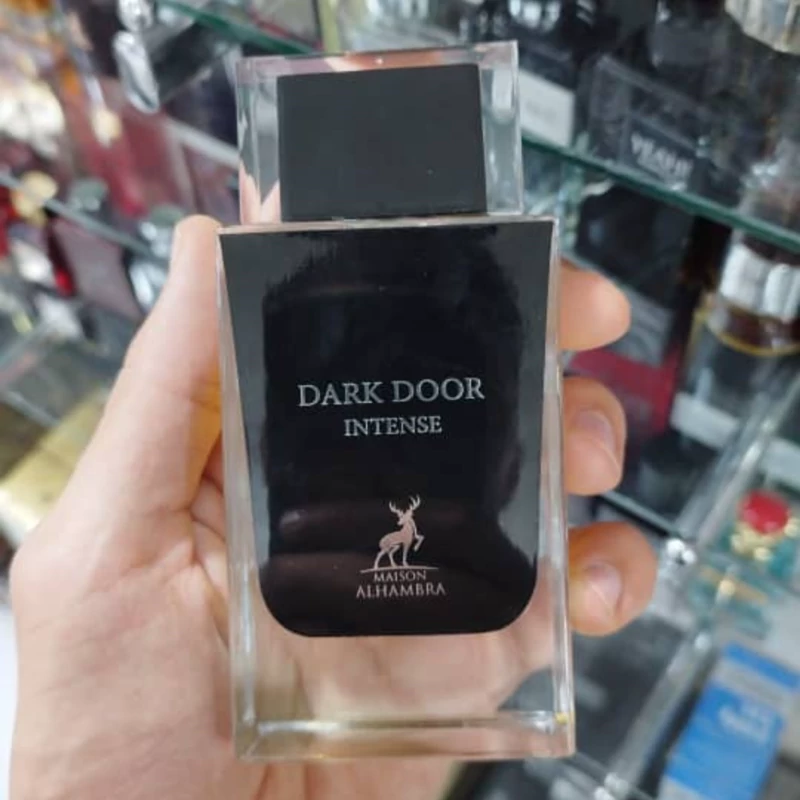 DARK DOOR
INTENSE
MAISON
ALHAMBRA